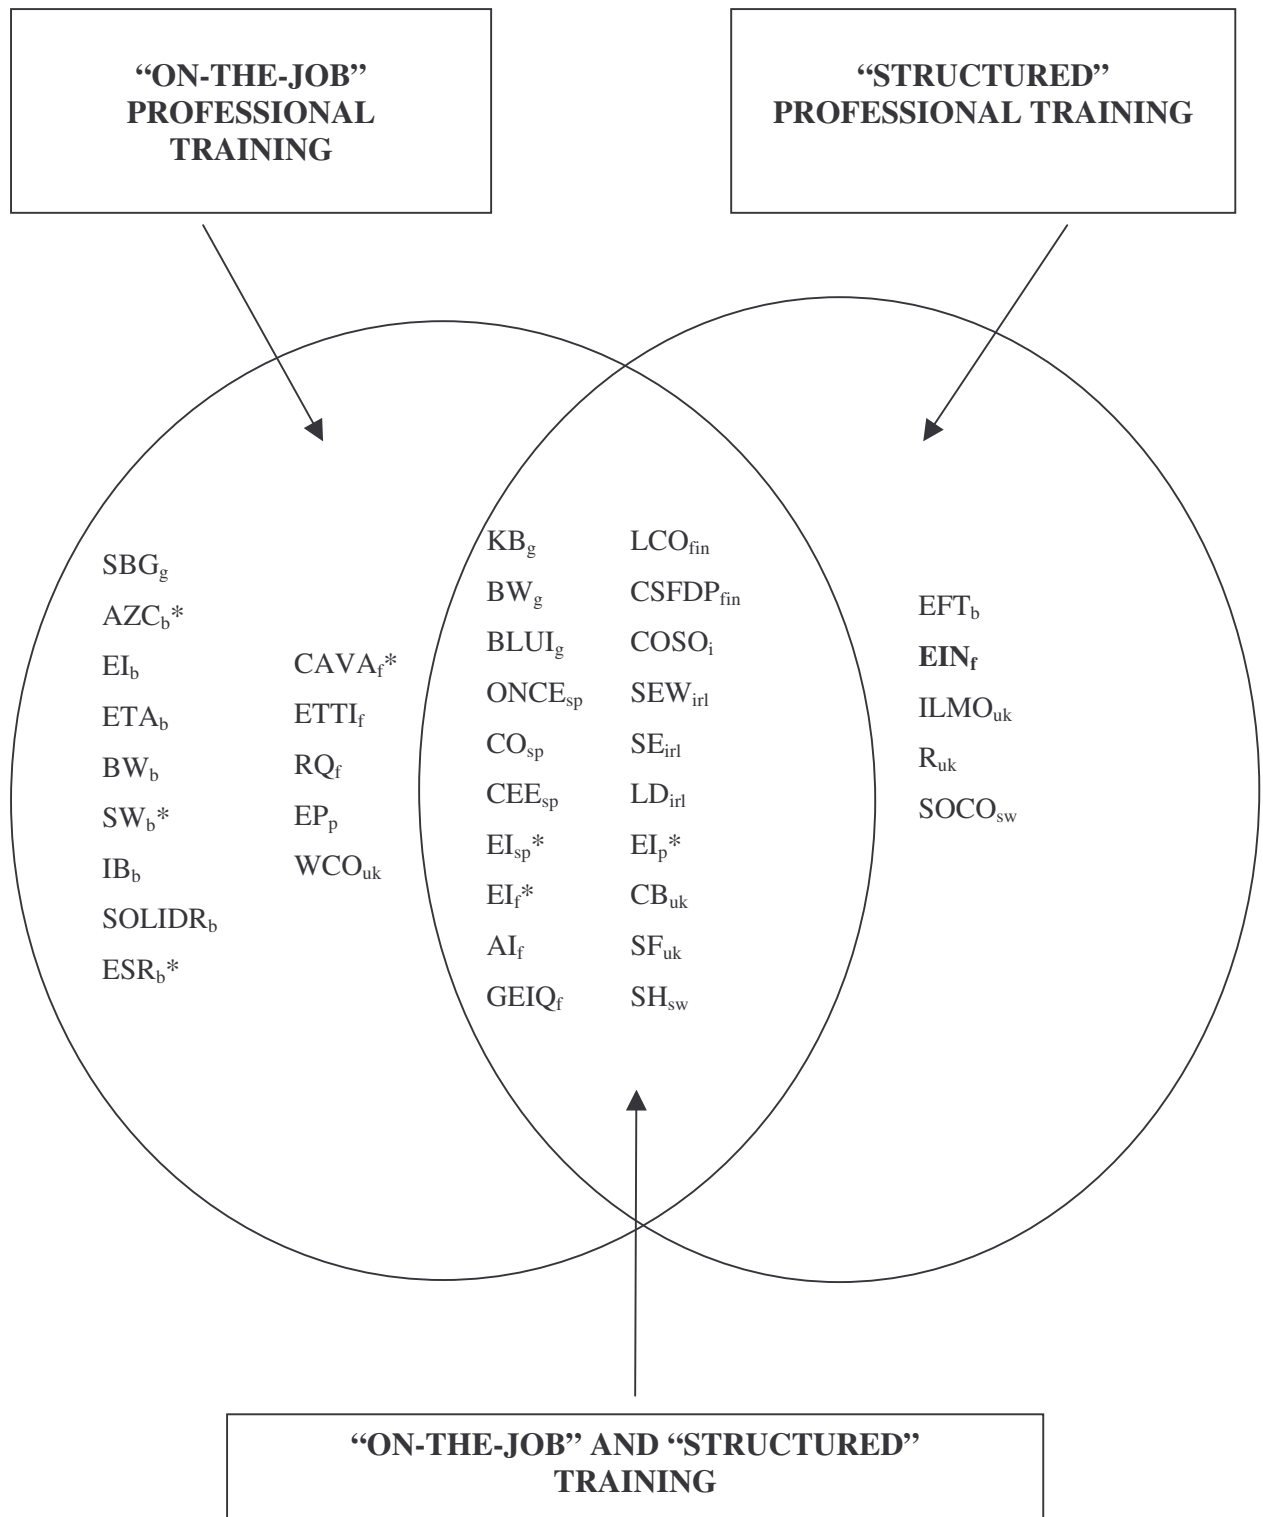 “ON-THE-JOB”
PROFESSIONAL
TRAINING
“STRUCTURED”
PROFESSIONAL TRAINING
SBGg
AZCb*
EIb
ETAb
BWb
SWb*
IBb
SOLIDRb
ESRb*
CAVAf*
ETTIf
RQf
EPp
WCOuk
KBg
BWg
BLUIg
ONCEsp
COsp
CEEsp
EIsp*
EIf*
AIf
GEIQf
LCOfin
CSFDPfin
COSOi
SEWirl
SEirl
LDirl
EIp*
CBuk
SFuk
SHsw
EFTb
EINf
ILMOuk
Ruk
SOCOsw
“ON-THE-JOB” AND “STRUCTURED”
TRAINING